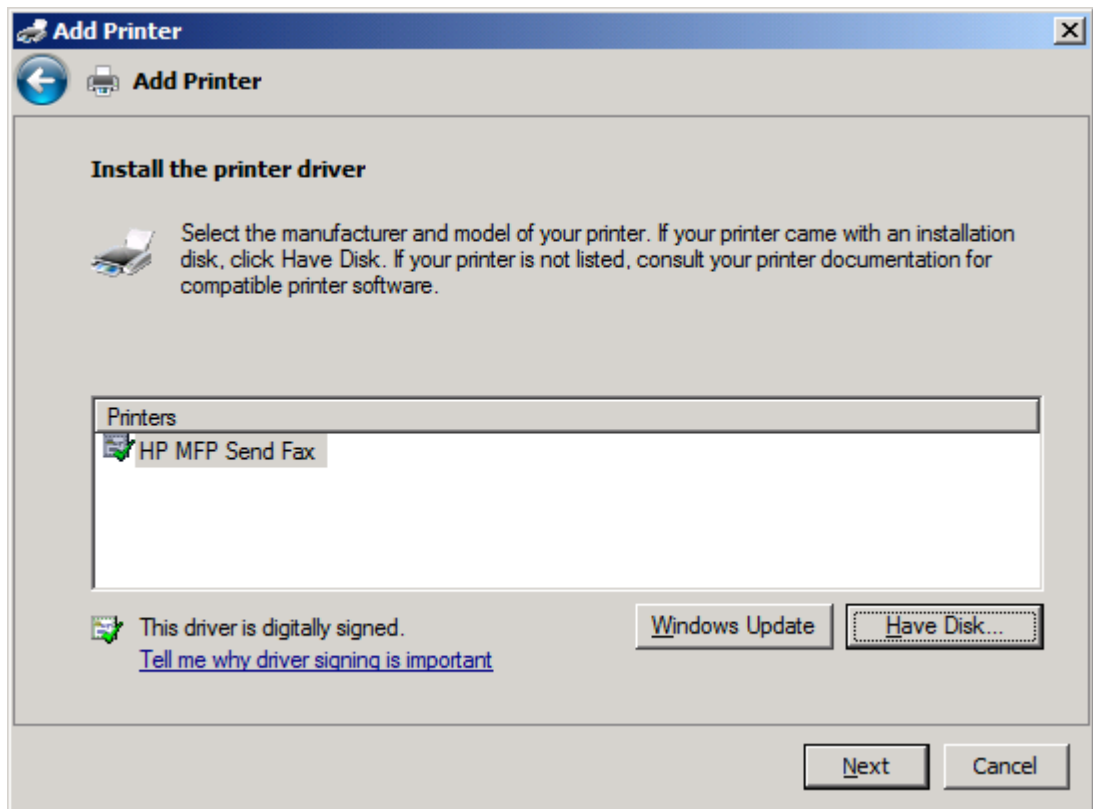 Add Printer
Add Printer
Install the printer driver
Select the manufacturer and model of your printer. If your printer came with an installation
disk, click Have Disk. If your printer is not listed, consult your printer documentation for
compatible printer software.
Printers
HP MFP Send Fax
This driver is digitally signed.
Tell me why driver signing is important
Windows Update
Have Disk...
Next
Cancel